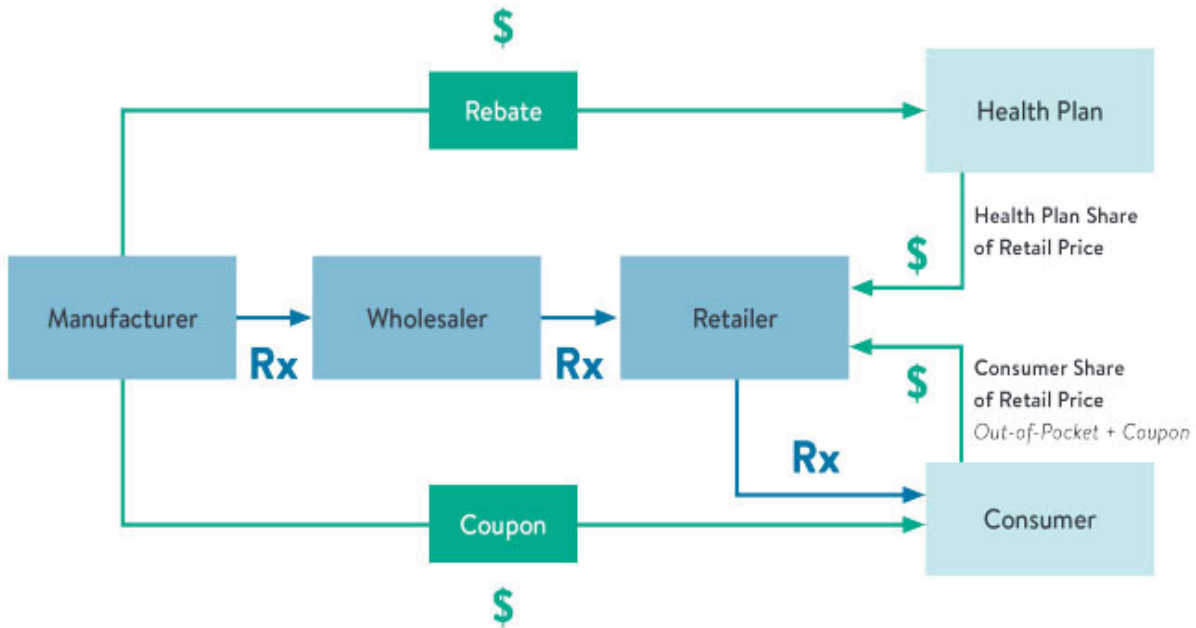 $
Rebate
Health Plan
Health Plan Share
of Retail Price
$
Manufacturer
Rx
Wholesaler
Rx
Retailer
$
Consumer Share
of Retail Price
Out-of-Pocket + Coupon
Rx
Coupon
Consumer
$